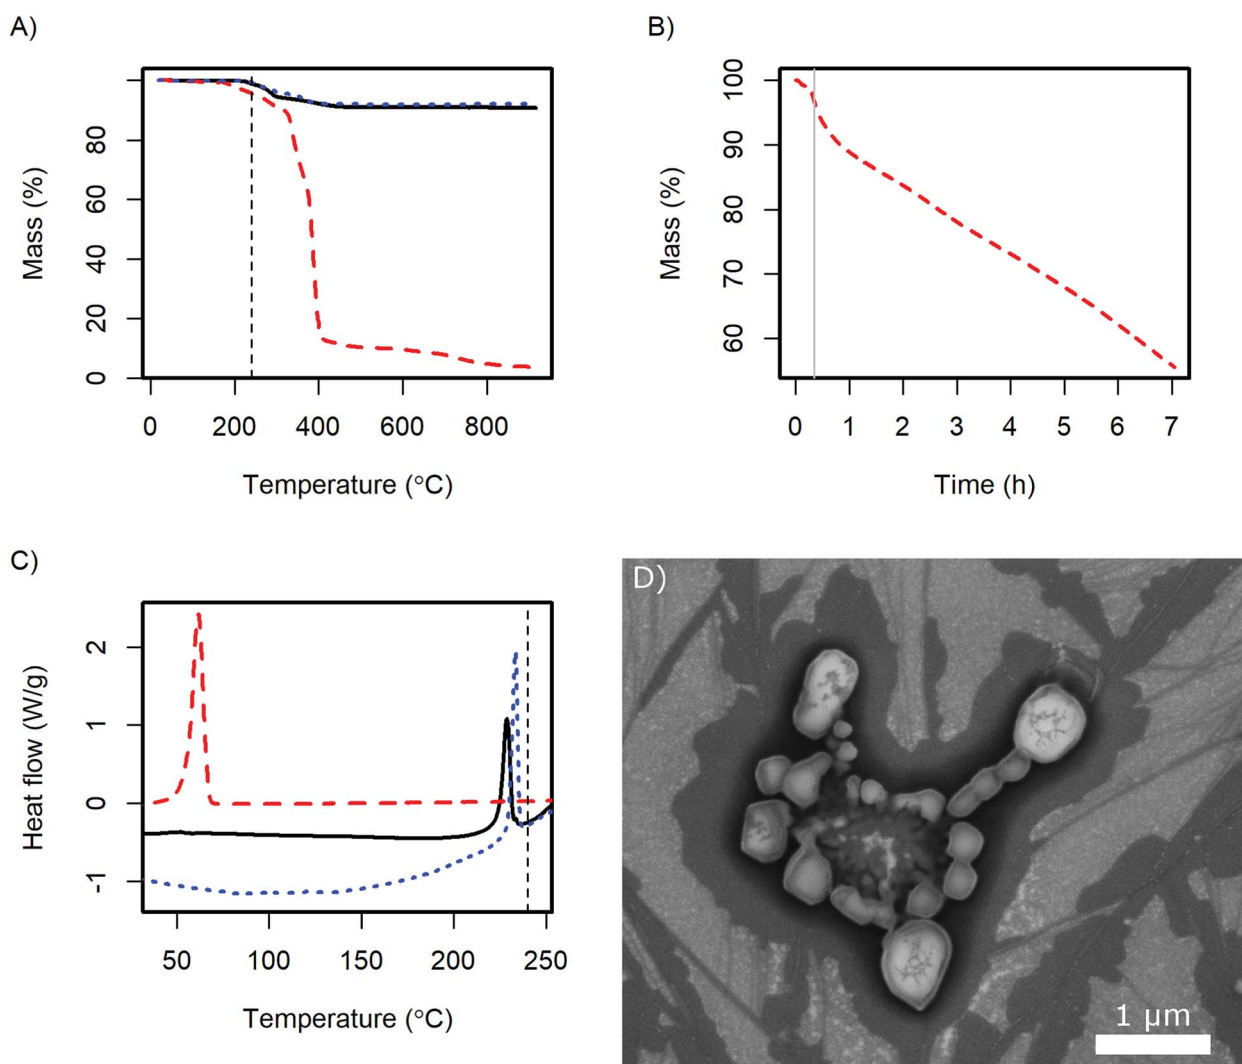 A)
Mass (%)
80
60
40
20
0
0 200 400 600 800
Temperature (°C)
B)
Mass (%)
100
90
80
70
60
0 1 2 3 4 5 6 7
Time (h)
C)
Heat flow (W/g)
2
1
0
-1
50 100 150 200 250
Temperature (°C)
D)
1 µm